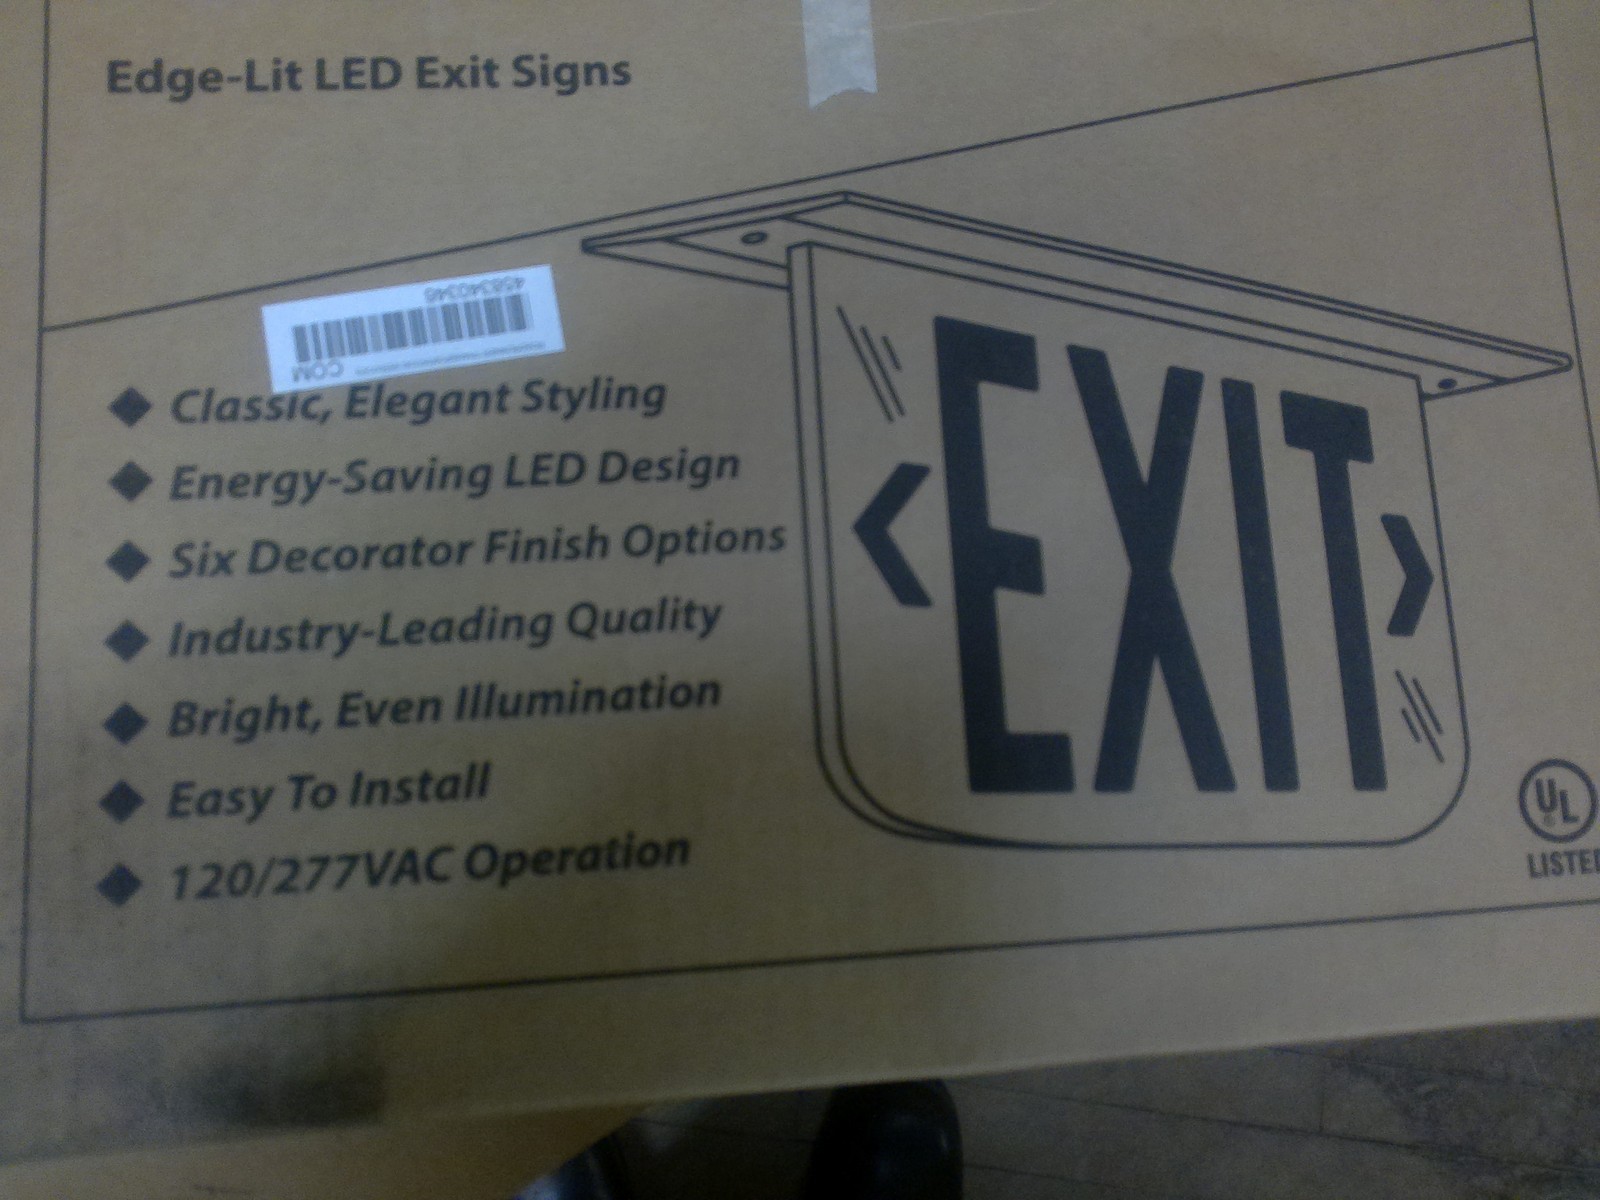 Edge-Lit LED Exit Signs
458340346
COM
Classic, Elegant Styling
Energy-Saving LED Design
Six Decorator Finish Options
Industry-Leading Quality
Bright, Even Illumination
Easy To Install
120/277VAC Operation
EXIT
UL
LISTED